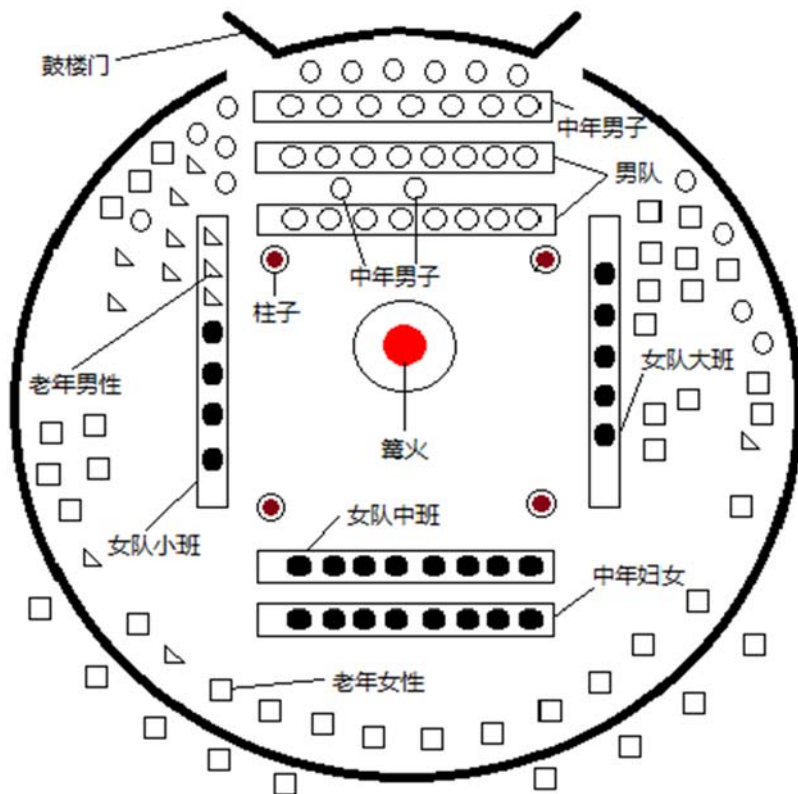 鼓楼门
中年男子
男队
中年男子
柱子
老年男性
女队大班
篝火
女队中班
女队小班
中年妇女
老年女性